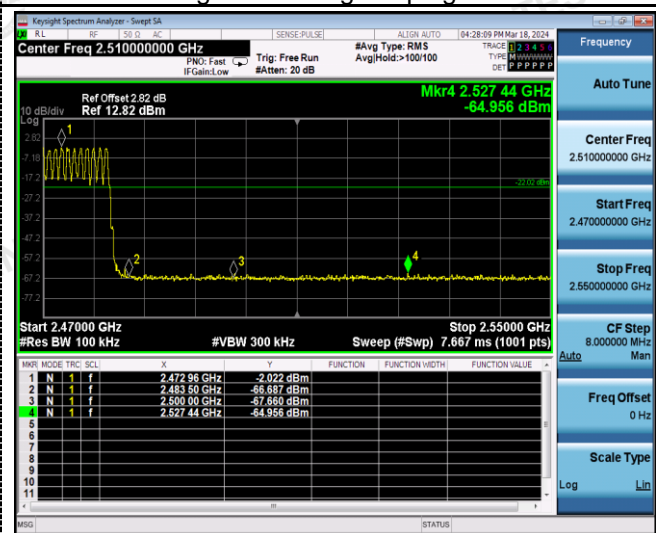 Keysight Spectrum Analyzer - Swept SA
RL RF 50 Ω AC SENSE:PULSE ALIGN AUTO 04:28:09 PM Mar 18, 2024
Center Freq 2.510000000 GHz #Avg Type: RMS TRACE 1 2 3 4 5 6
PNO: Fast Trig: Free Run Avg|Hold:>100/100 TYPE M W W W W W
IFGain:Low #Atten: 20 dB DET P P P P P P
Mkr4 2.527 44 GHz
-64.956 dBm
Ref Offset 2.82 dB
10 dB/div Ref 12.82 dBm
Log
1
2.82
-7.18
-17.2
-22.02 dBm
-27.2
-37.2
-47.2
-57.2
2 3 4
-67.2
-77.2
Start 2.47000 GHz Stop 2.55000 GHz
#Res BW 100 kHz #VBW 300 kHz Sweep (#Swp) 7.667 ms (1001 pts)
MKR MODE TRC SCL X Y FUNCTION FUNCTION WIDTH FUNCTION VALUE
1 N 1 f 2.472 96 GHz -2.022 dBm
2 N 1 f 2.483 50 GHz -66.687 dBm
3 N 1 f 2.500 00 GHz -67.660 dBm
4 N 1 f 2.527 44 GHz -64.956 dBm
5
6
7
8
9
10
11
MSG STATUS
Frequency
Auto Tune
Center Freq
2.510000000 GHz
Start Freq
2.470000000 GHz
Stop Freq
2.550000000 GHz
CF Step
8.000000 MHz
Auto Man
Freq Offset
0 Hz
Scale Type
Log Lin